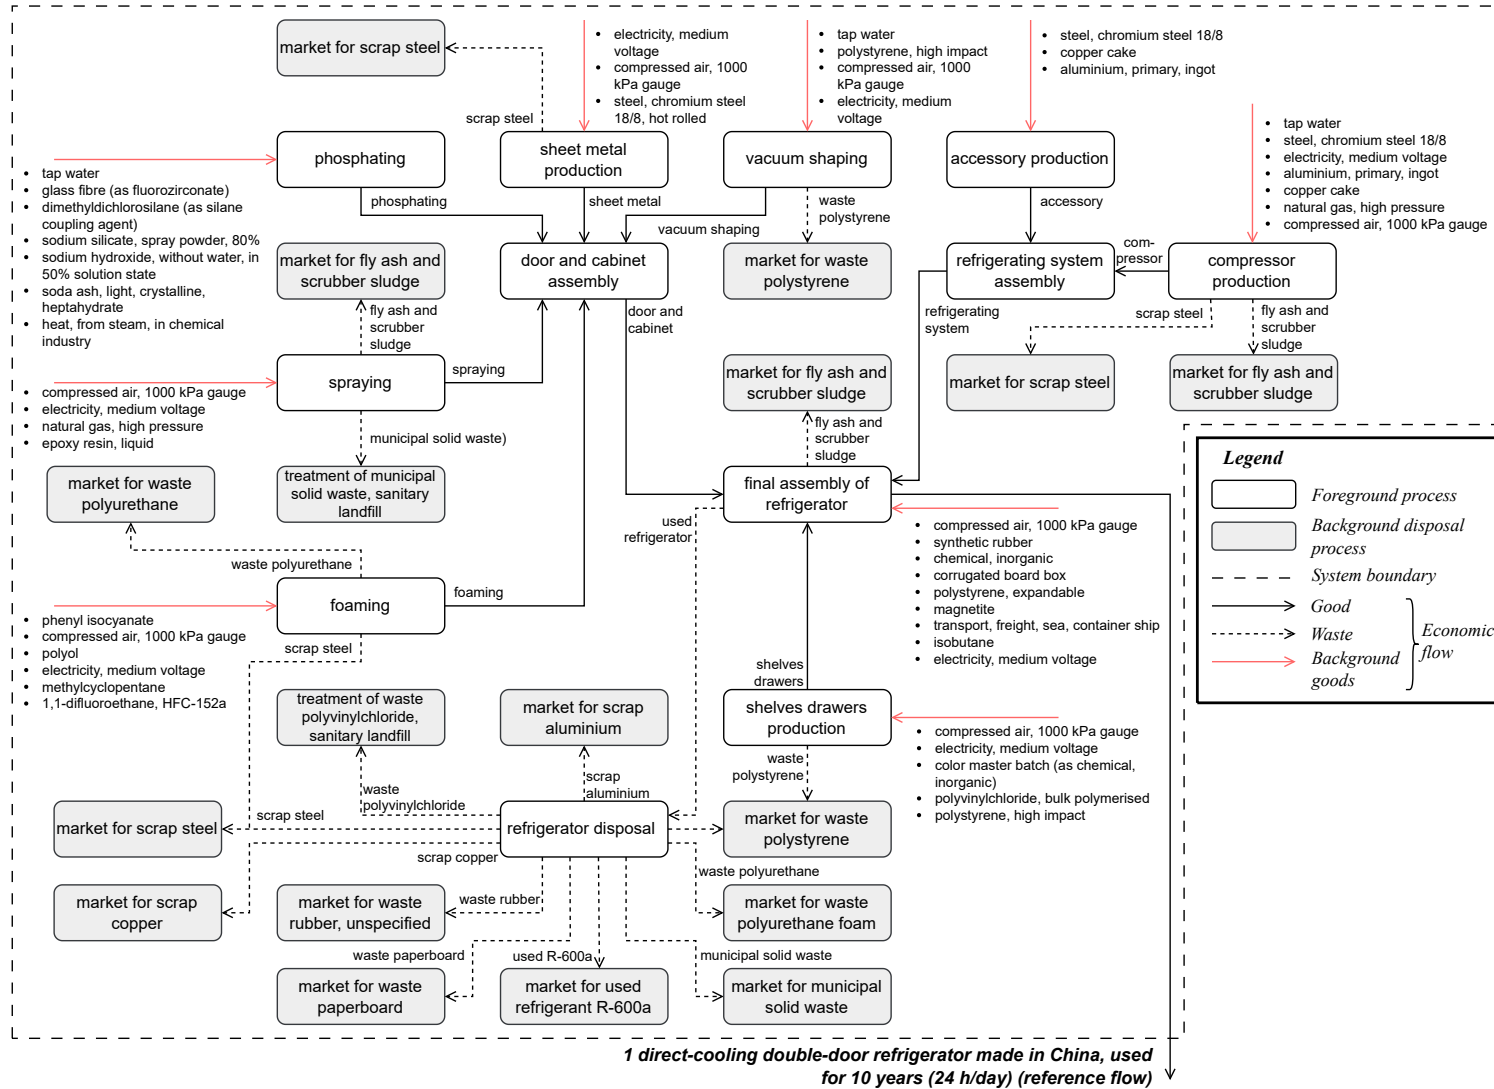 market for scrap steel
electricity, medium
voltage
compressed air, 1000
kPa gauge
steel, chromium steel
18/8, hot rolled
tap water
polystyrene, high impact
compressed air, 1000
kPa gauge
electricity, medium
voltage
steel, chromium steel 18/8
copper cake
aluminium, primary, ingot
scrap steel
tap water
steel, chromium steel 18/8
electricity, medium voltage
aluminium, primary, ingot
copper cake
natural gas, high pressure
compressed air, 1000 kPa gauge
phosphating
sheet metal
production
vacuum shaping
accessory production
tap water
glass fibre (as fluorozirconate)
dimethyldichlorosilane (as silane
coupling agent)
sodium silicate, spray powder, 80%
sodium hydroxide, without water, in
50% solution state
soda ash, light, crystalline,
heptahydrate
heat, from steam, in chemical
industry
phosphating
sheet metal
vacuum shaping
waste
polystyrene
accessory
com-
pressor
market for fly ash and
scrubber sludge
door and cabinet
assembly
market for waste
polystyrene
refrigerating system
assembly
compressor
production
fly ash and
scrubber
sludge
door and
cabinet
refrigerating
system
scrap steel
fly ash and
scrubber
sludge
spraying
spraying
market for fly ash and
scrubber sludge
market for scrap steel
market for fly ash and
scrubber sludge
compressed air, 1000 kPa gauge
electricity, medium voltage
natural gas, high pressure
epoxy resin, liquid
municipal solid waste)
fly ash and
scrubber
sludge
market for waste
polyurethane
treatment of municipal
solid waste, sanitary
landfill
final assembly of
refrigerator
used
refrigerator
compressed air, 1000 kPa gauge
synthetic rubber
chemical, inorganic
corrugated board box
polystyrene, expandable
magnetite
transport, freight, sea, container ship
isobutane
electricity, medium voltage
Legend
Foreground process
Background disposal
process
System boundary
Good
Waste
Background
goods
Economic
flow
waste polyurethane
foaming
foaming
phenyl isocyanate
compressed air, 1000 kPa gauge
polyol
electricity, medium voltage
methylcyclopentane
1,1-difluoroethane, HFC-152a
scrap steel
shelves
drawers
treatment of waste
polyvinylchloride,
sanitary landfill
market for scrap
aluminium
shelves drawers
production
compressed air, 1000 kPa gauge
electricity, medium voltage
color master batch (as chemical,
inorganic)
polyvinylchloride, bulk polymerised
polystyrene, high impact
waste
polystyrene
waste
polyvinylchloride
scrap
aluminium
market for scrap steel
scrap steel
refrigerator disposal
market for waste
polystyrene
scrap copper
waste polyurethane
market for scrap
copper
market for waste
rubber, unspecified
waste rubber
market for waste
polyurethane foam
waste paperboard
used R-600a
municipal solid waste
market for waste
paperboard
market for used
refrigerant R-600a
market for municipal
solid waste
1 direct-cooling double-door refrigerator made in China, used
for 10 years (24 h/day) (reference flow)